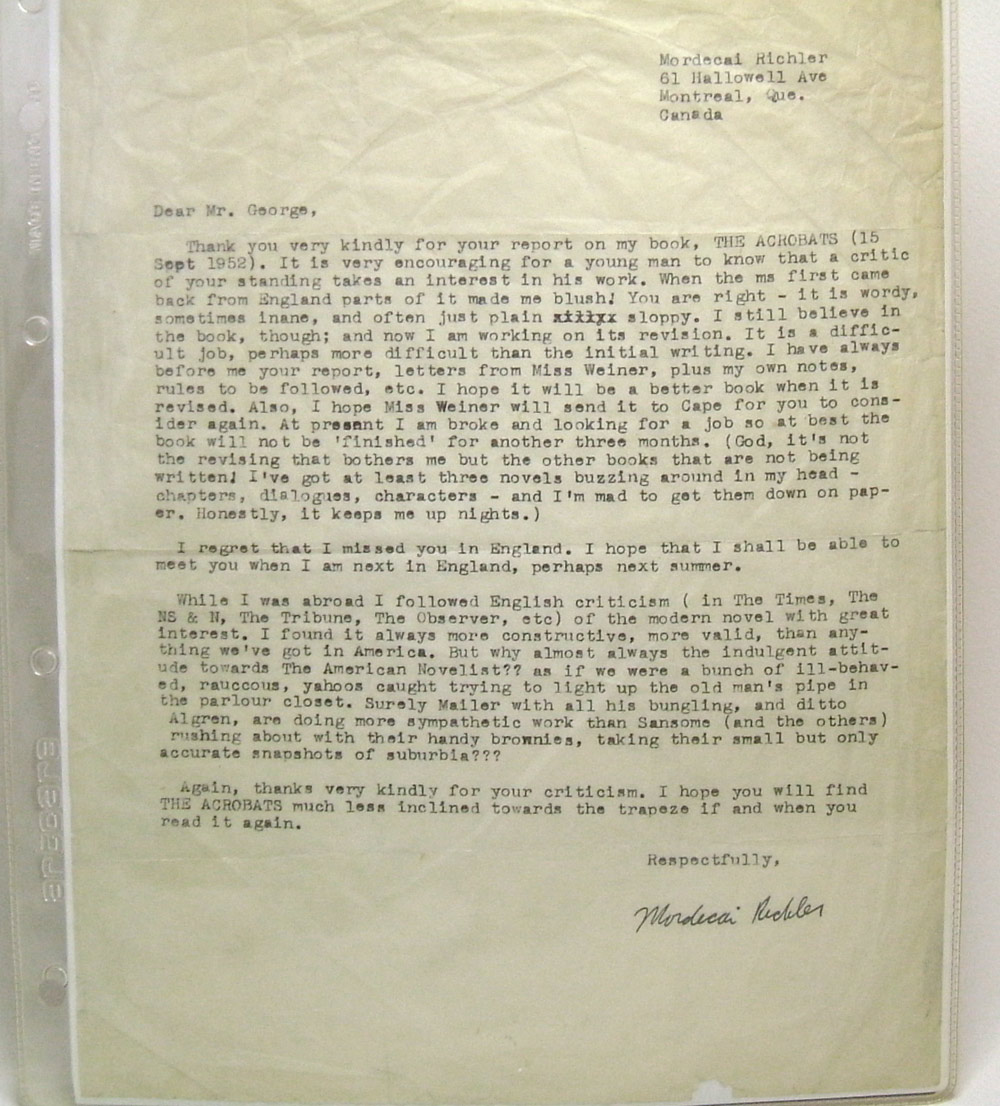 Mordecai Richler
61 Hallowell Ave
Montreal, Que.
Canada
Dear Mr. George,
Thank you very kindly for your report on my book, THE ACROBATS (15
Sept 1952). It is very encouraging for a young man to know that a critic
of your standing takes an interest in his work. When the ms first came
back from England parts of it made me blush! You are right - it is wordy,
sometimes inane, and often just plain sloppy. I still believe in
the book, though; and now I am working on its revision. It is a diffic-
ult job, perhaps more difficult than the initial writing. I have always
before me your report, letters from Miss Weiner, plus my own notes,
rules to be followed, etc. I hope it will be a better book when it is
revised. Also, I hope Miss Weiner will send it to Cape for you to cons-
ider again. At present I am broke and looking for a job so at best the
book will not be 'finished' for another three months. (God, it's not
the revising that bothers me but the other books that are not being
written! I've got at least three novels buzzing around in my head -
chapters, dialogues, characters - and I'm mad to get them down on pap-
er. Honestly, it keeps me up nights.)
I regret that I missed you in England. I hope that I shall be able to
meet you when I am next in England, perhaps next summer.
While I was abroad I followed English criticism ( in The Times, The
NS & N, The Tribune, The Observer, etc) of the modern novel with great
interest. I found it always more constructive, more valid, than any-
thing we've got in America. But why almost always the indulgent attit-
ude towards The American Novelist?? as if we were a bunch of ill-behav-
ed, rauccous, yahoos caught trying to light up the old man's pipe in
the parlour closet. Surely Mailer with all his bungling, and ditto
Algren, are doing more sympathetic work than Sansome (and the others)
rushing about with their handy brownies, taking their small but only
accurate snapshots of suburbia???
Again, thanks very kindly for your criticism. I hope you will find
THE ACROBATS much less inclined towards the trapeze if and when you
read it again.
Respectfully,
Mordecai Richler